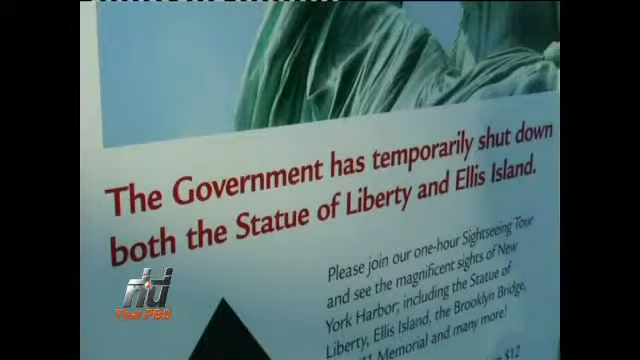 The Government has temporarily shut down
both the Statue of Liberty and Ellis Island.
Please join our one-hour Sightseeing Tour
and see the magnificent sights of New
York Harbor; including the Statue of
Liberty, Ellis Island, the Brooklyn Bridge,
Memorial and many more!
$12
Thai PBS